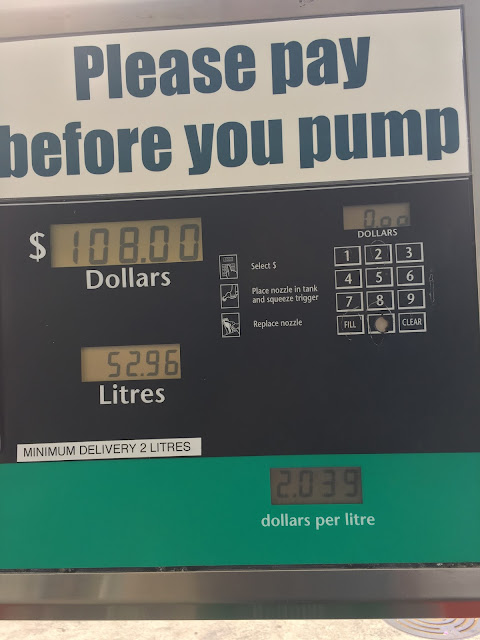 Please pay
before you pump
$ 108.00
Dollars
0.00
DOLLARS
Select $
Place nozzle in tank
and squeeze trigger
Replace nozzle
1 2 3
4 5 6
7 8 9
FILL CLEAR
52.96
Litres
MINIMUM DELIVERY 2 LITRES
2.039
dollars per litre